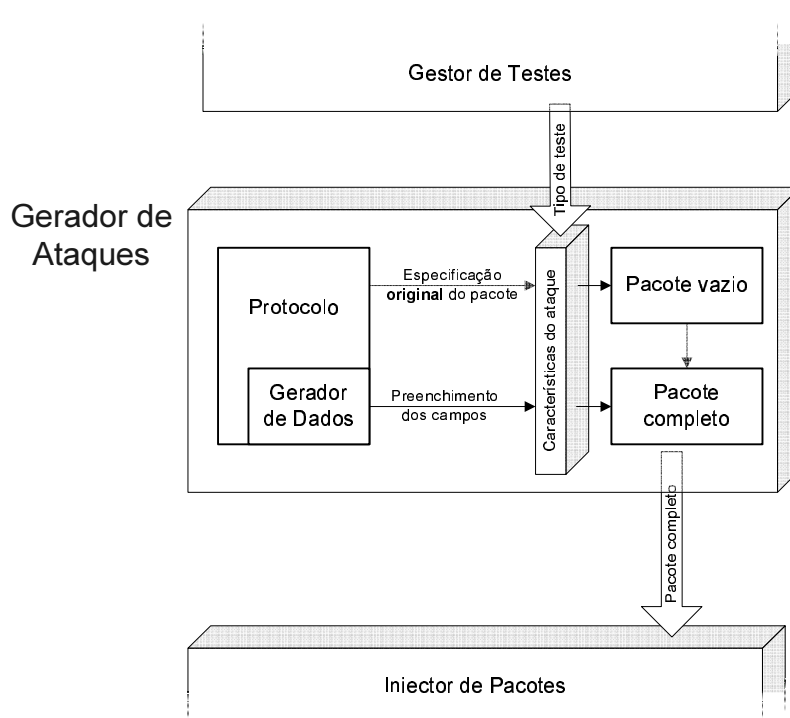 Gestor de Testes
Tipo de teste
Gerador de
Ataques
Protocolo
Especificação
original do pacote
Características do ataque
Pacote vazio
Gerador
de Dados
Preenchimento
dos campos
Pacote
completo
Pacote completo
Injector de Pacotes